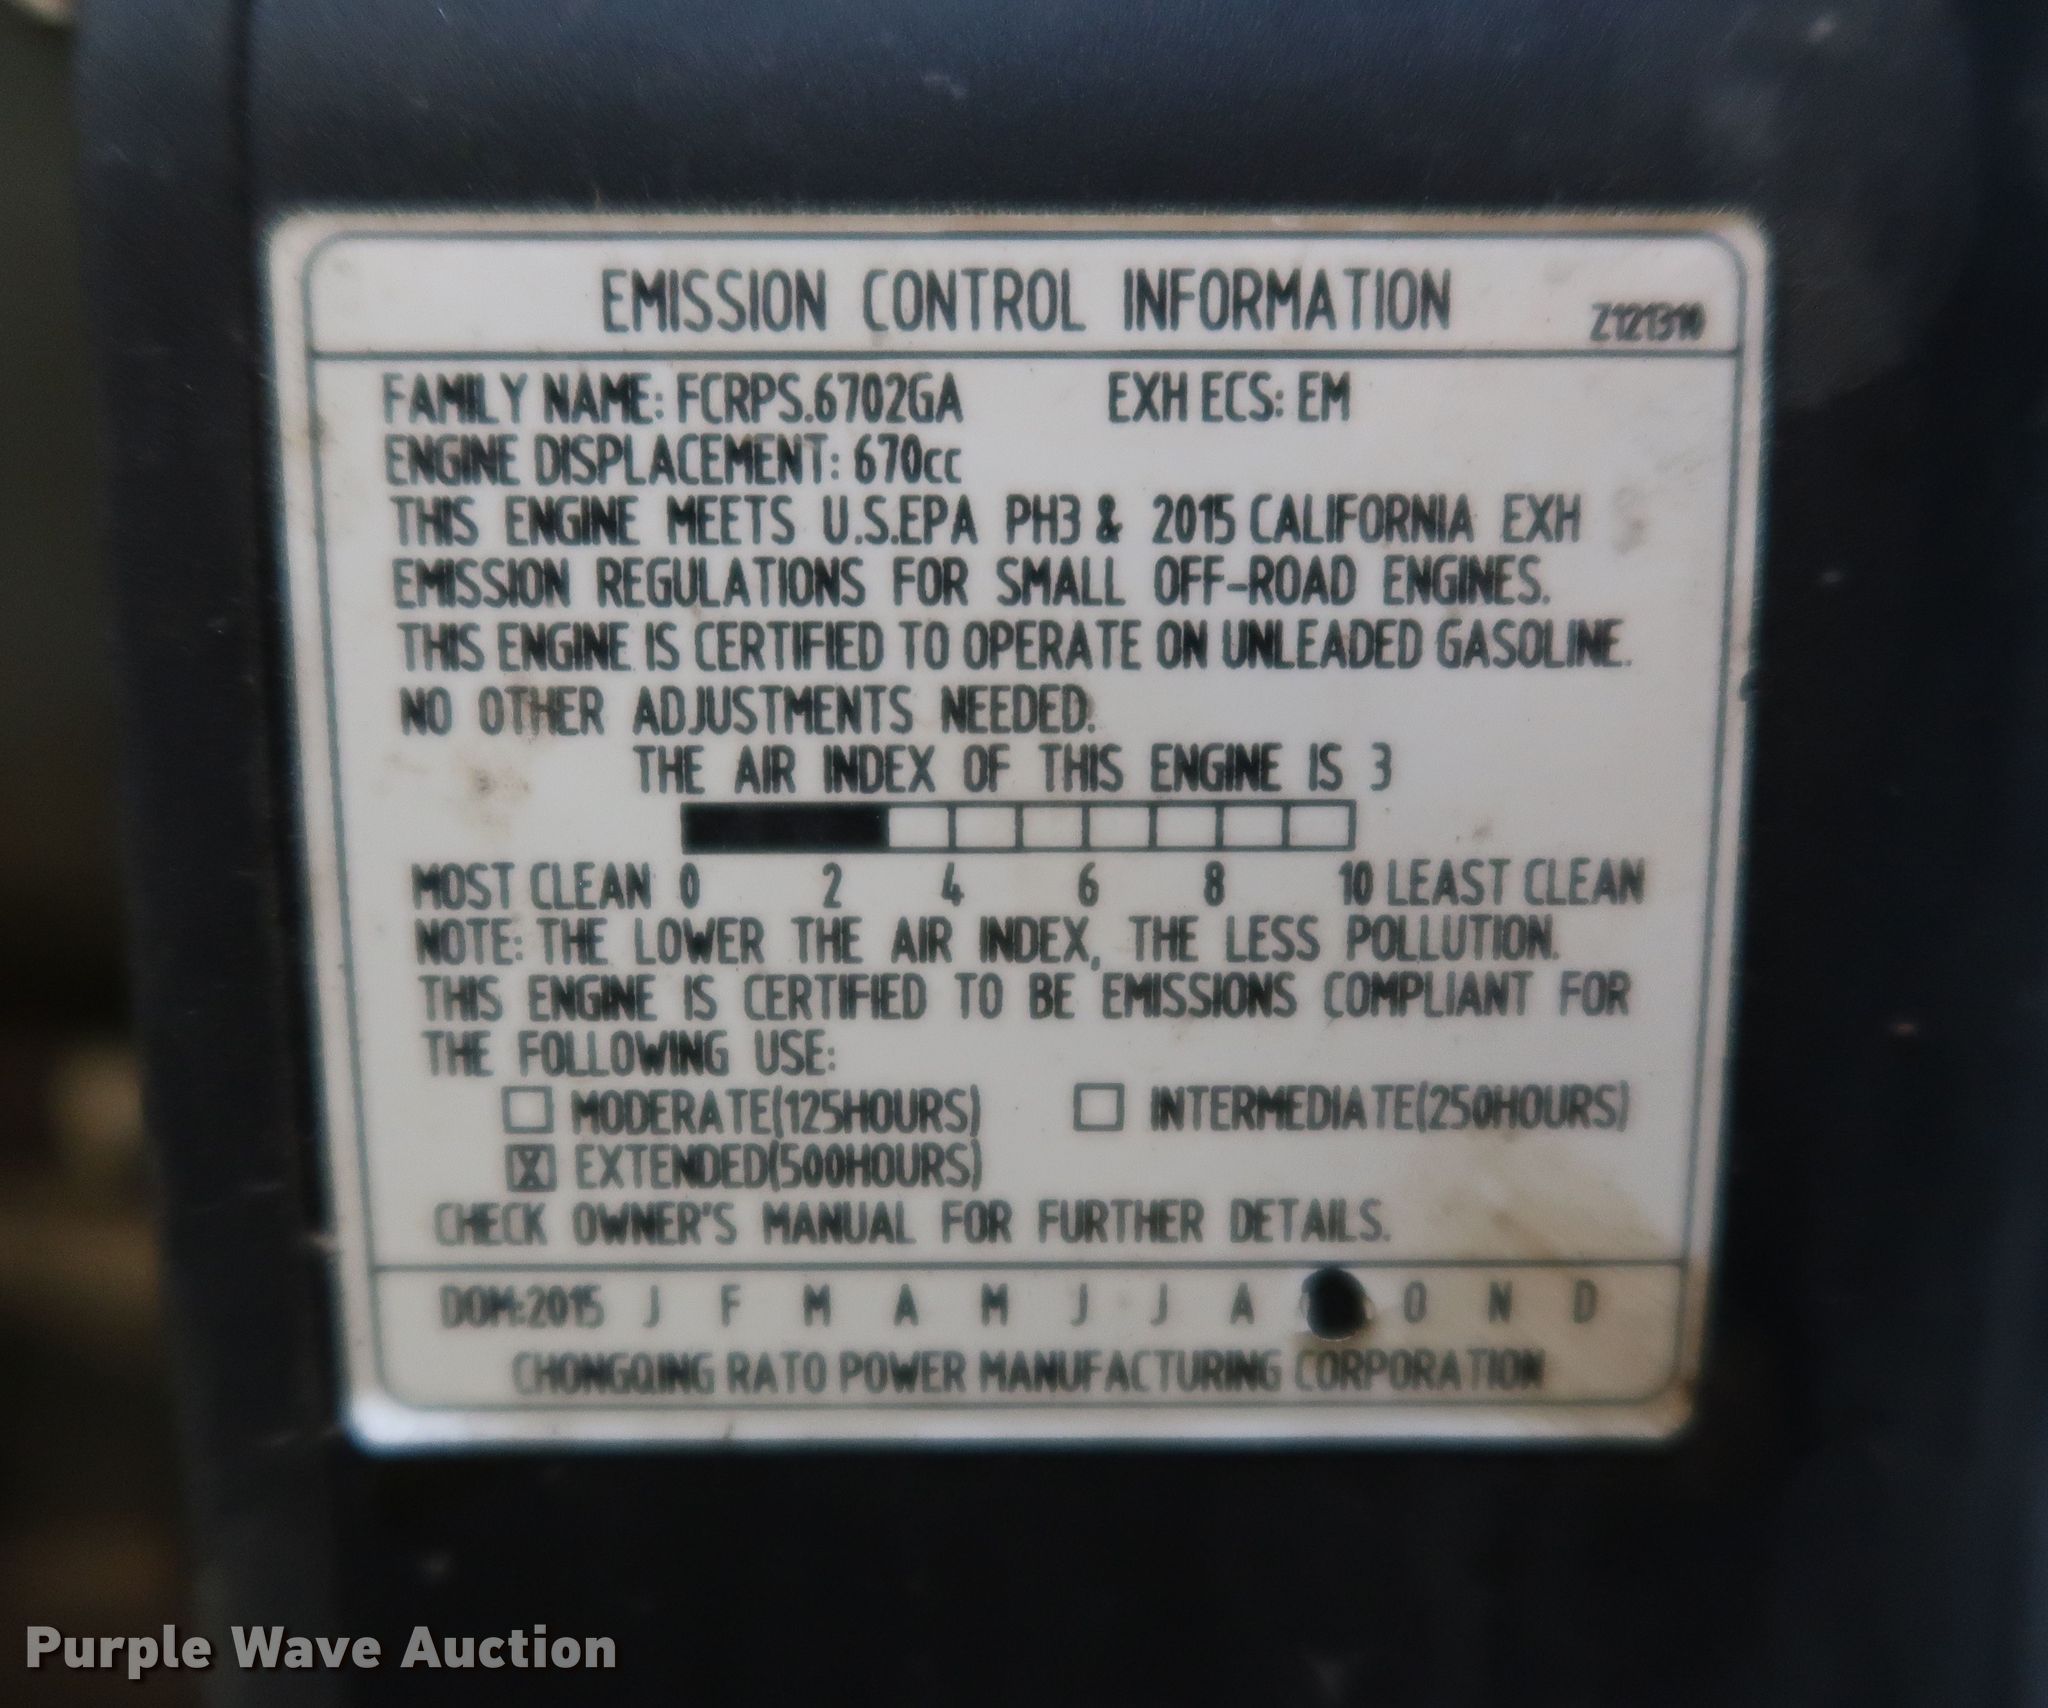 EMISSION CONTROL INFORMATION
FAMILY NAME: FCRPS.6702GA EXH ECS: EM
ENGINE DISPLACEMENT: 670cc
THIS ENGINE MEETS U.S.EPA PH3 & 2015 CALIFORNIA EXH
EMISSION REGULATIONS FOR SMALL OFF-ROAD ENGINES.
THIS ENGINE IS CERTIFIED TO OPERATE ON UNLEADED GASOLINE.
NO OTHER ADJUSTMENTS NEEDED.
THE AIR INDEX OF THIS ENGINE IS 3
MOST CLEAN 0 2 4 6 8 10 LEAST CLEAN
NOTE: THE LOWER THE AIR INDEX, THE LESS POLLUTION.
THIS ENGINE IS CERTIFIED TO BE EMISSIONS COMPLIANT FOR
THE FOLLOWING USE:
MODERATE(125HOURS) INTERMEDIATE(250HOURS)
X EXTENDED(500HOURS)
CHECK OWNER'S MANUAL FOR FURTHER DETAILS.
DOM:2015 J F M A M J J A O N D
CHONGQING RATO POWER MANUFACTURING CORPORATION
Purple Wave Auction